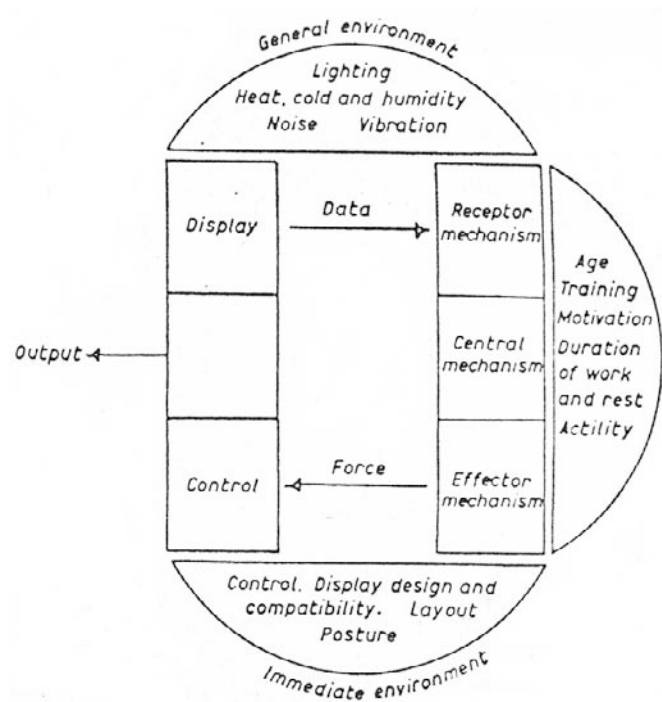 General environment
Lighting
Heat, cold and humidity
Noise Vibration
Display
Data
Receptor
mechanism
Age
Training
Motivation
Duration
of work
and rest
Actility
Output
Central
mechanism
Control
Force
Effector
mechanism
Control. Display design and
compatibility. Layout
Posture
Immediate environment